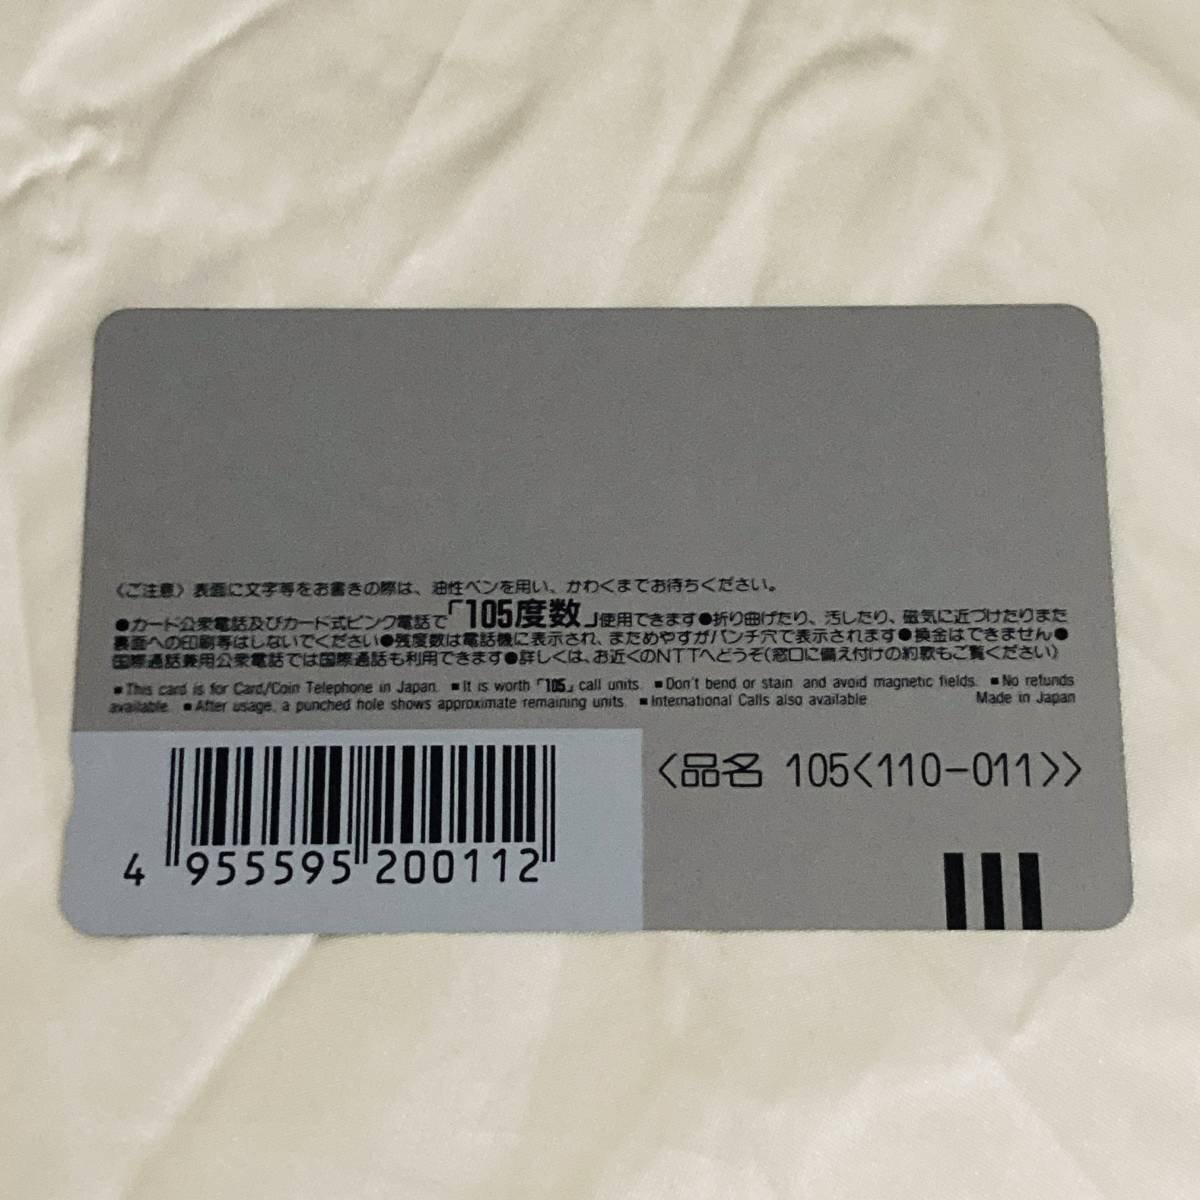 〈ご注意〉表面に文字等をお書きの際は、油性ペンを用い、かわくまでお待ちください。
●カード公衆電話及びカード式ピンク電話で「105度数」使用できます●折り曲げたり、汚したり、磁気に近づけたりまた
裏面への印刷等はしないでください●残度数は電話機に表示され、まためやすがパンチ穴で表示されます●換金はできません●
国際通話兼用公衆電話では国際通話も利用できます●詳しくは、お近くのNTTへどうぞ(窓口に備え付けの約款もご覧ください)
■This card is for Card/Coin Telephone in Japan. ■It is worth「105」call units. ■Don't bend or stain and avoid magnetic fields. ■No refunds
available. ■After usage, a punched hole shows approximate remaining units. ■International Calls also available Made in Japan
〈品名 105〈110-011〉〉
4 955595 200112